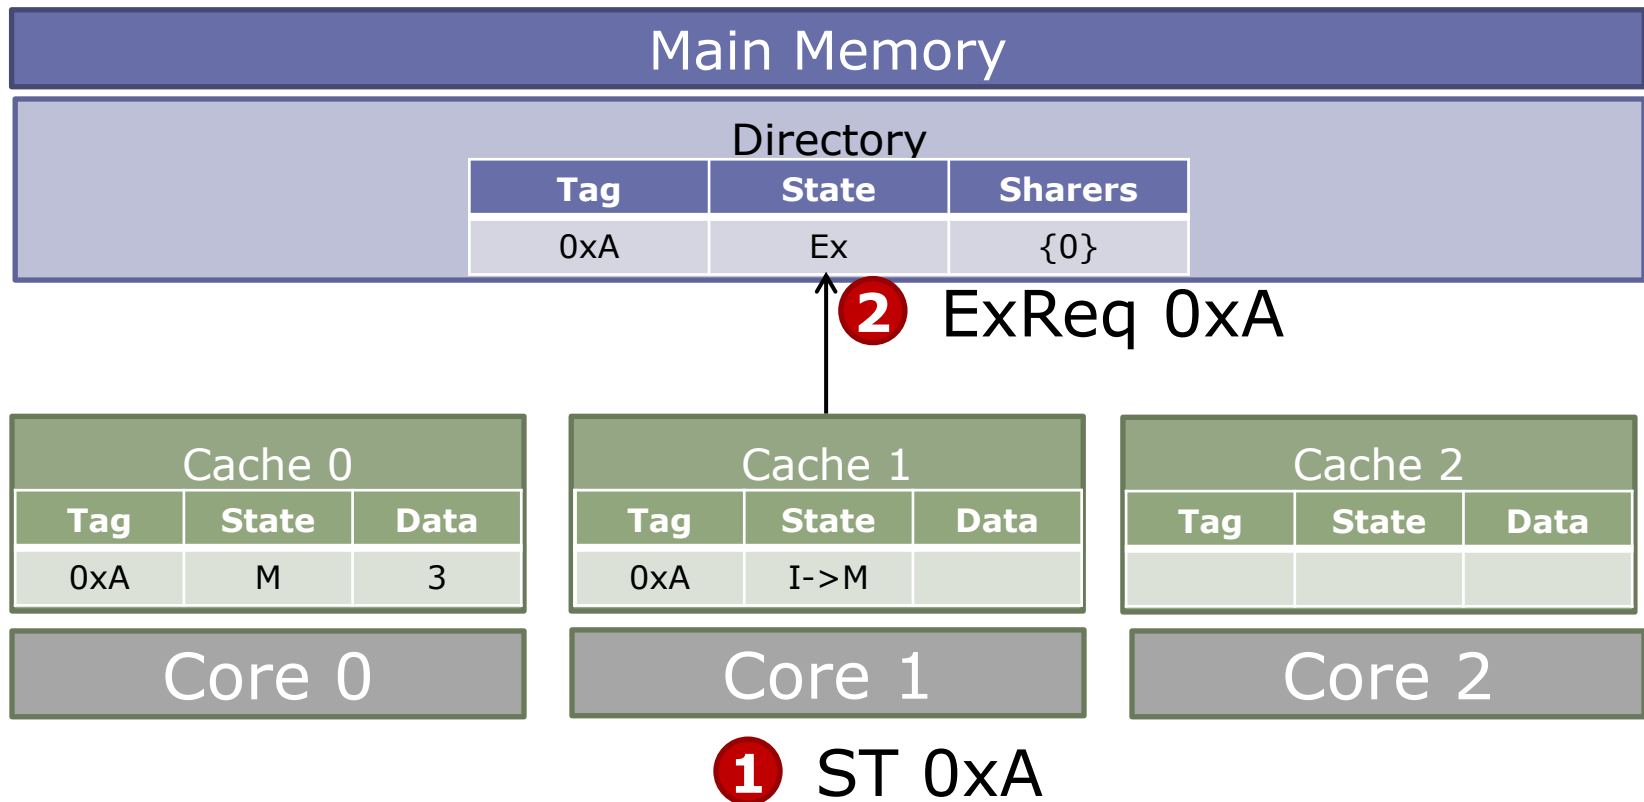 Main Memory
Directory
Tag State Sharers
0xA Ex {0}
2 ExReq 0xA
Cache 0
Tag State Data
0xA M 3
Core 0
Cache 1
Tag State Data
0xA I->M
Core 1
Cache 2
Tag State Data
Core 2
1 ST 0xA